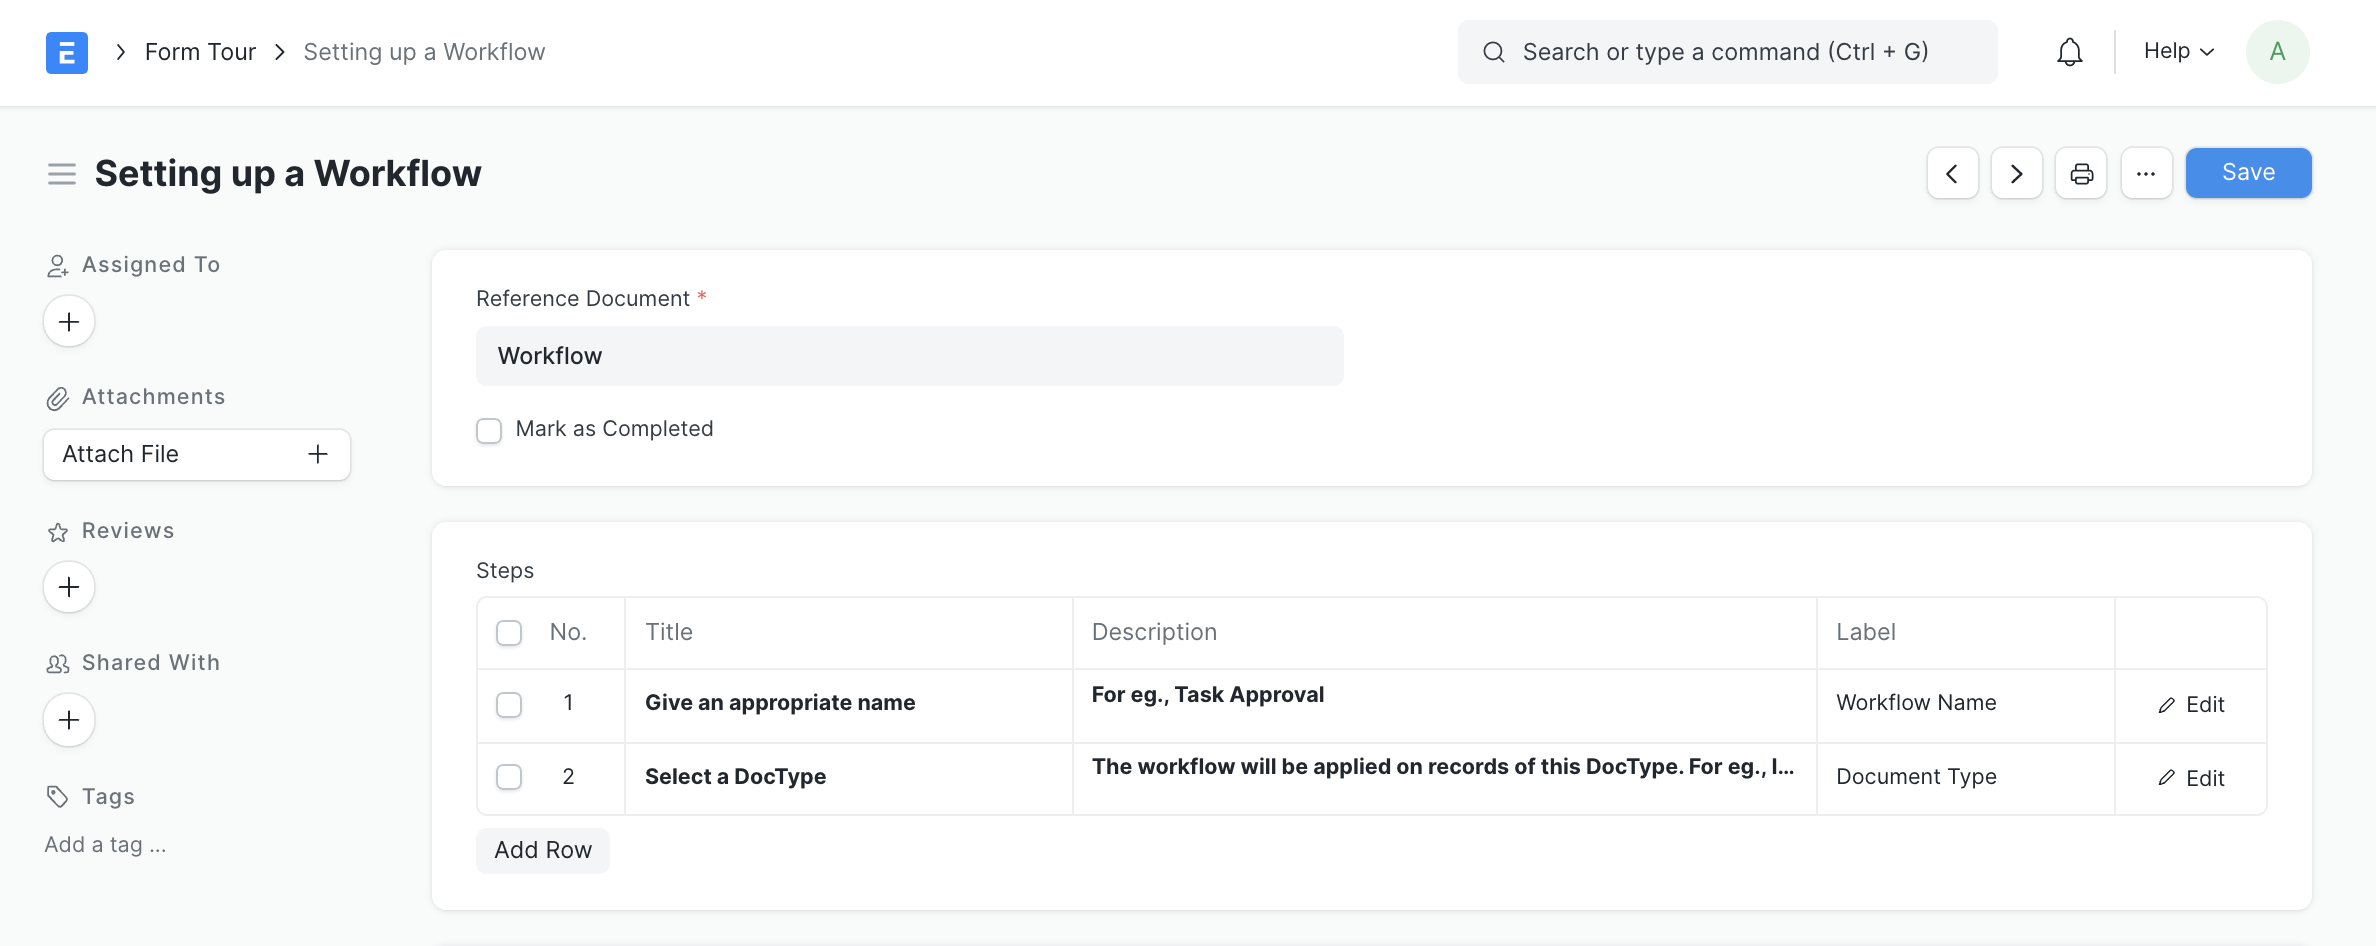 E
Form Tour
Setting up a Workflow
Search or type a command (Ctrl + G)
Help
A
Setting up a Workflow
Save
Assigned To
Attachments
Attach File
Reviews
Shared With
Tags
Add a tag ...
Reference Document *
Workflow
Mark as Completed
Steps
No. Title Description Label
1 Give an appropriate name For eg., Task Approval Workflow Name Edit
2 Select a DocType The workflow will be applied on records of this DocType. For eg., I... Document Type Edit
Add Row